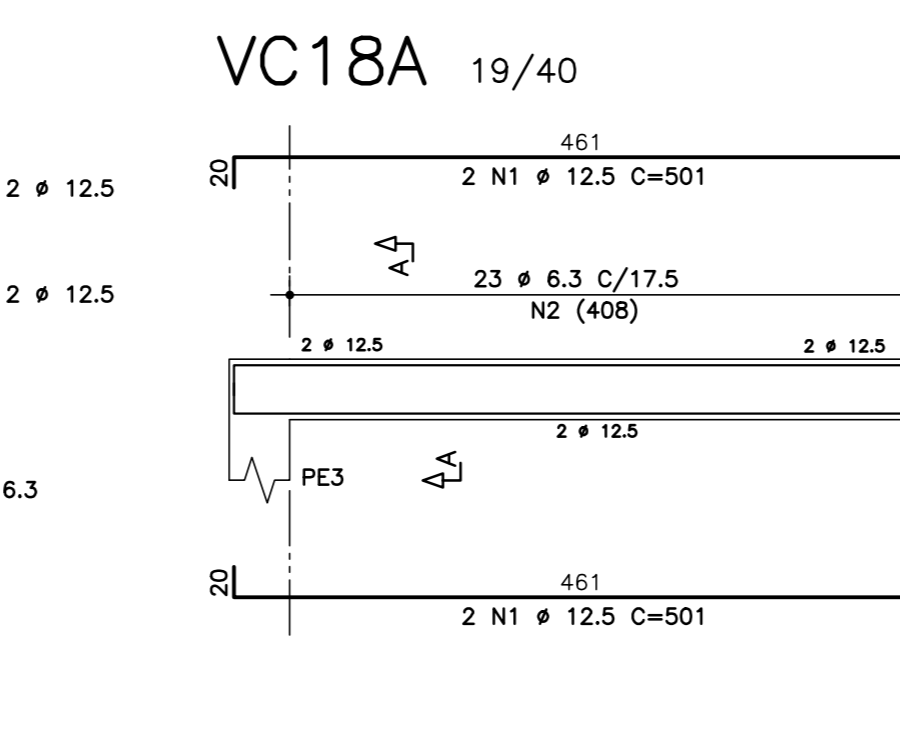 VC18A 19/40
461
20
2 N1 ø 12.5 C=501
2 ø 12.5
A
23 ø 6.3 C/17.5
2 ø 12.5
N2 (408)
2 ø 12.5
2 ø 12.5
2 ø 12.5
A
PE3
6.3
20
461
2 N1 ø 12.5 C=501